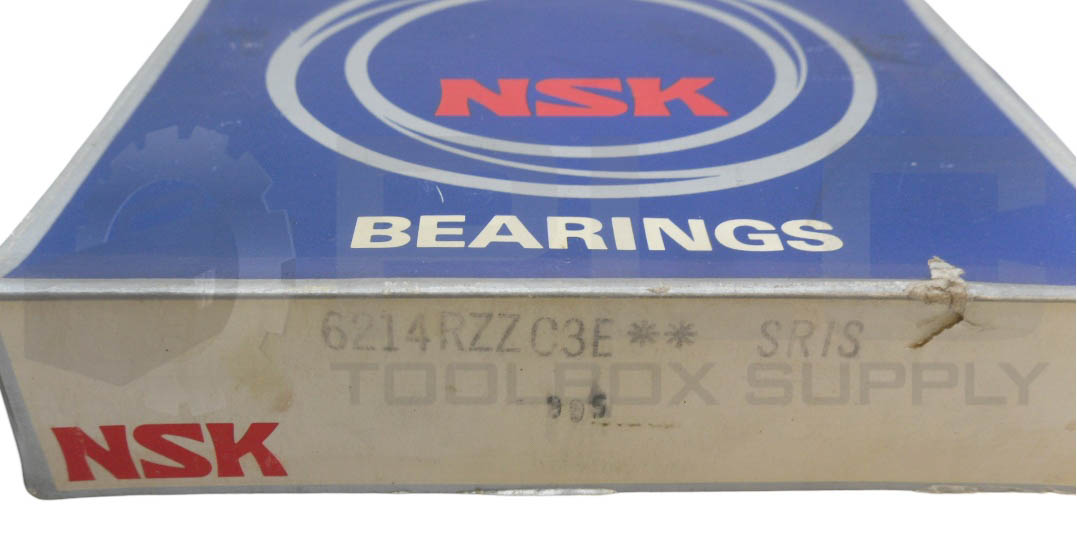 NSK
BEARINGS
6214RZZC3E** SRIS
TOOLBOX SUPPLY
NSK